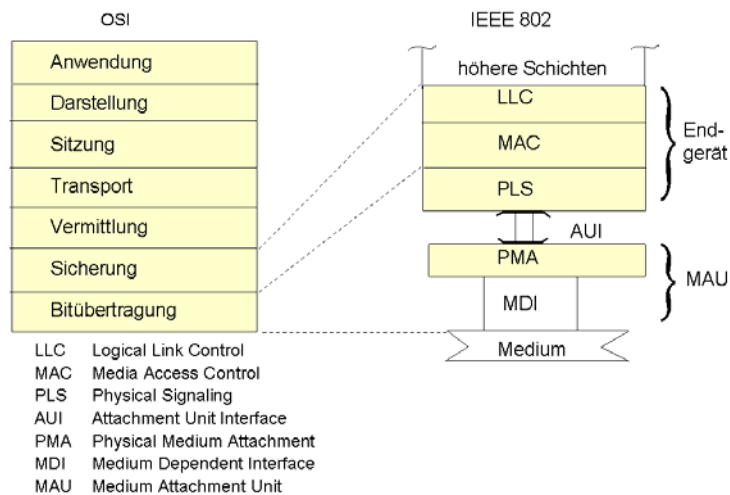 OSI
Anwendung
Darstellung
Sitzung
Transport
Vermittlung
Sicherung
Bitübertragung
IEEE 802
höhere Schichten
LLC
MAC
PLS
End-
gerät
AUI
PMA
MDI
MAU
Medium
LLC Logical Link Control
MAC Media Access Control
PLS Physical Signaling
AUI Attachment Unit Interface
PMA Physical Medium Attachment
MDI Medium Dependent Interface
MAU Medium Attachment Unit